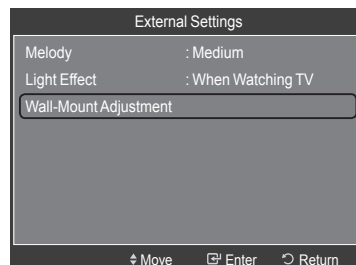 External Settings
Melody : Medium
Light Effect : When Watching TV
Wall-Mount Adjustment
Move Enter Return